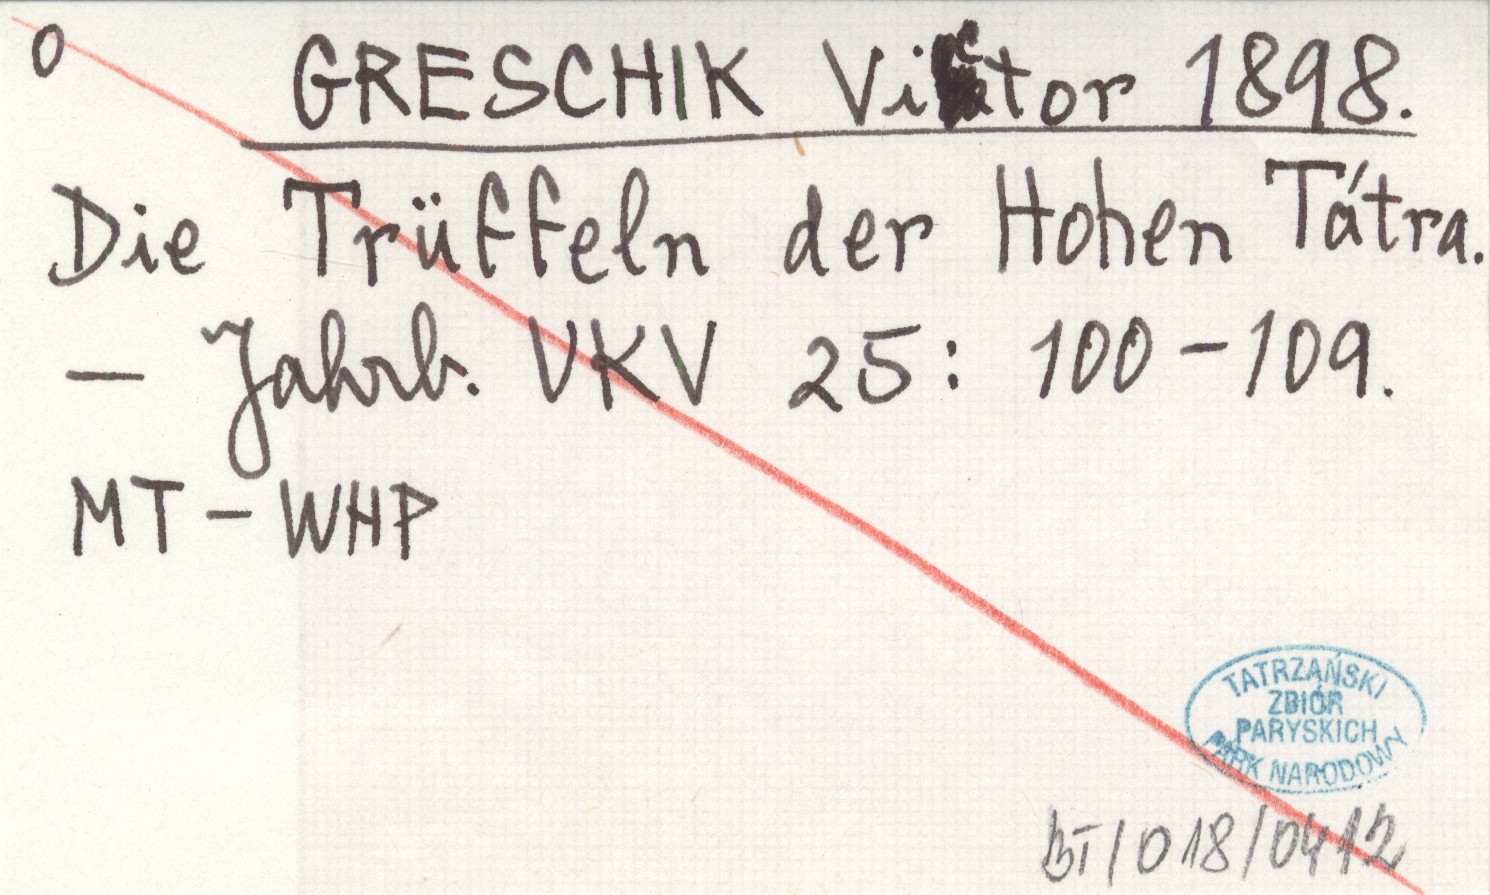 0
GRESCHIK Victor 1898.
Die Trüffeln der Hohen Tátra.
— Jahrb. VKV 25: 100-109.
MT - WHP
TATRZAŃSKI
ZBIÓR
PARYSKICH
PARK NARODOWY
BT/018/0412